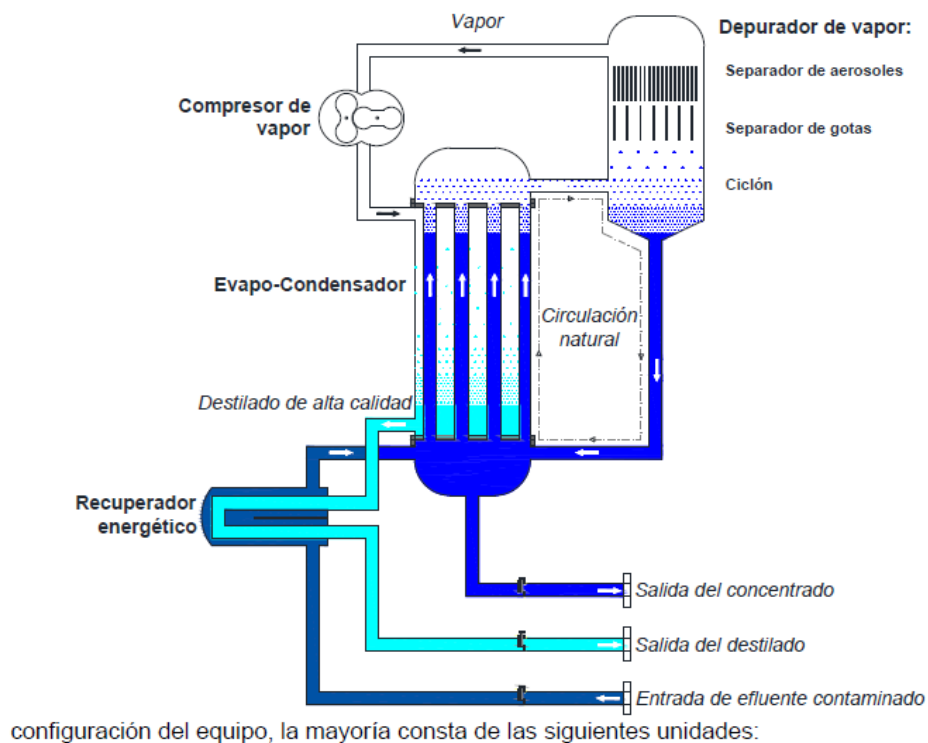 Vapor
Depurador de vapor:
Separador de aerosoles
Compresor de
vapor
Separador de gotas
Ciclón
Evapo-Condensador
Circulación
natural
Destilado de alta calidad
Recuperador
energético
Salida del concentrado
Salida del destilado
Entrada de efluente contaminado
configuración del equipo, la mayoría consta de las siguientes unidades: